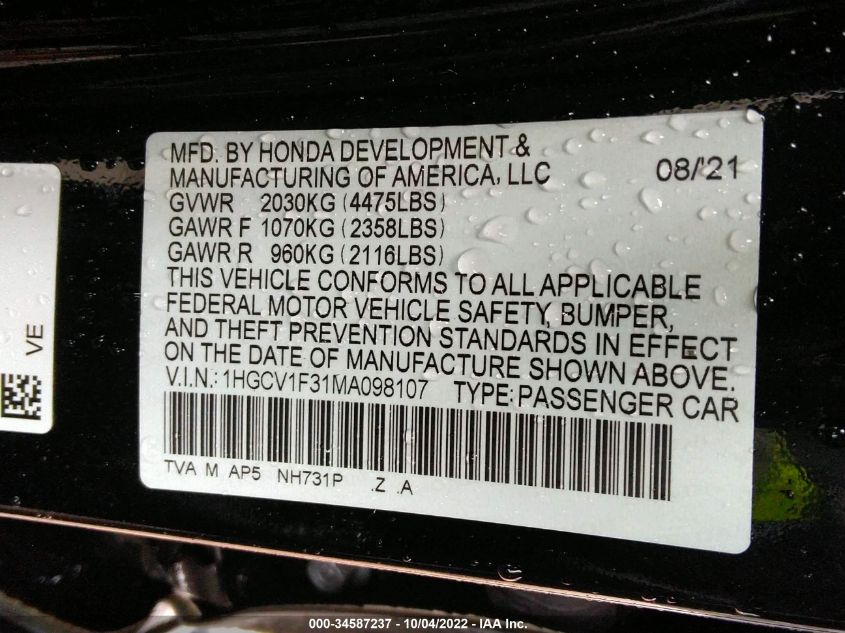 MFD. BY HONDA DEVELOPMENT &
MANUFACTURING OF AMERICA, LLC 08/'21
GVWR 2030KG (4475LBS)
GAWR F 1070KG (2358LBS)
GAWR R 960KG (2116LBS)
THIS VEHICLE CONFORMS TO ALL APPLICABLE
FEDERAL MOTOR VEHICLE SAFETY, BUMPER,
AND THEFT PREVENTION STANDARDS IN EFFECT
ON THE DATE OF MANUFACTURE SHOWN ABOVE.
V.I.N.: 1HGCV1F31MA098107 TYPE: PASSENGER CAR
TVA M AP5 NH731P .Z .A
VE
000-34587237 - 10/04/2022 - IAA Inc.